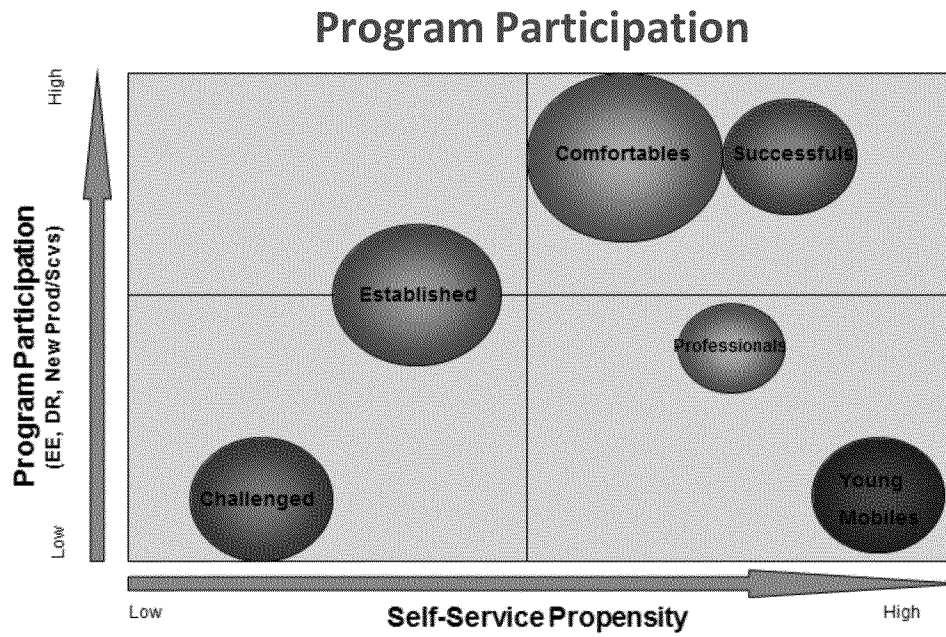 Program Participation
High
Program Participation
(EE, DR, New Prod/Scvs)
Low
Comfortables
Successfuls
Established
Professionals
Challenged
Young
Mobiles
Low
Self-Service Propensity
High